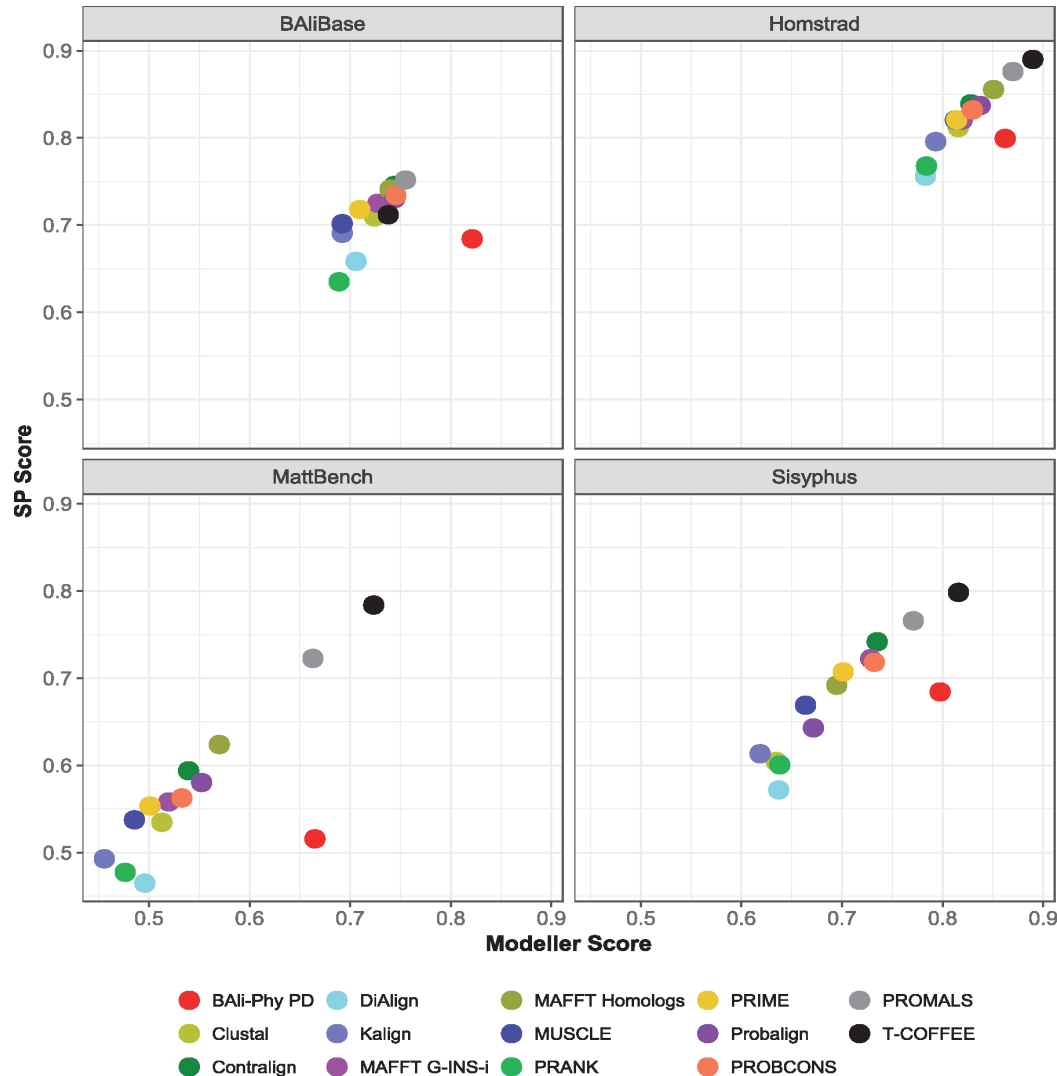 BAliBase
Homstrad
0.9
0.8
0.7
0.6
0.5
MattBench
Sisyphus
0.9
0.8
0.7
0.6
0.5
SP Score
0.5 0.6 0.7 0.8 0.9 0.5 0.6 0.7 0.8 0.9
Modeller Score
BAli-Phy PD DiAlign MAFFT Homologs PRIME PROMALS
Clustal Kalign MUSCLE Probalign T-COFFEE
Contralign MAFFT G-INS-i PRANK PROBCONS